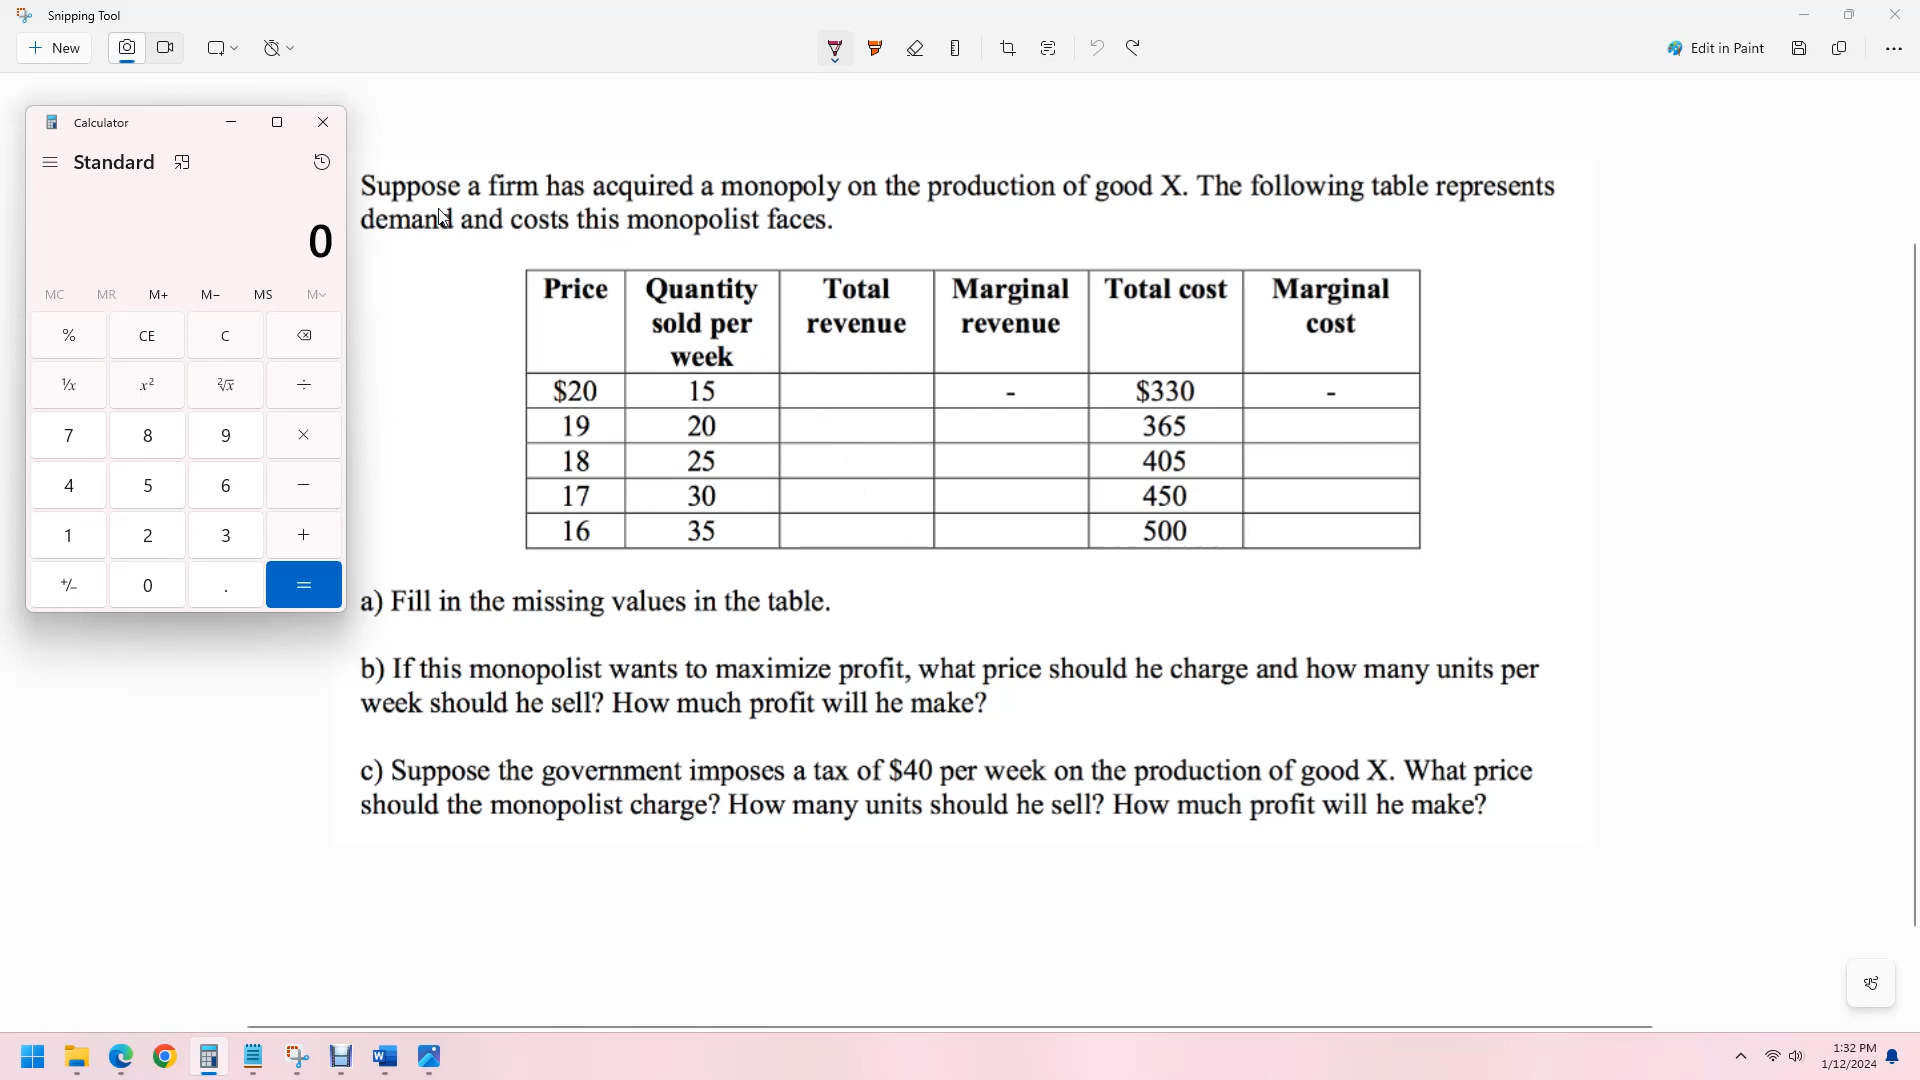 Snipping Tool
New
Edit in Paint
Calculator
Standard
0
MC MR M+ M− MS M˅
% CE C
¹/x x² ²√x ÷
7 8 9 ×
4 5 6 −
1 2 3 +
+/− 0 . =
Suppose a firm has acquired a monopoly on the production of good X. The following table represents
demand and costs this monopolist faces.
Price Quantity Total Marginal Total cost Marginal
sold per revenue revenue cost
week
$20 15 - $330 -
19 20 365
18 25 405
17 30 450
16 35 500
a) Fill in the missing values in the table.
b) If this monopolist wants to maximize profit, what price should he charge and how many units per
week should he sell? How much profit will he make?
c) Suppose the government imposes a tax of $40 per week on the production of good X. What price
should the monopolist charge? How many units should he sell? How much profit will he make?
1:32 PM
1/12/2024